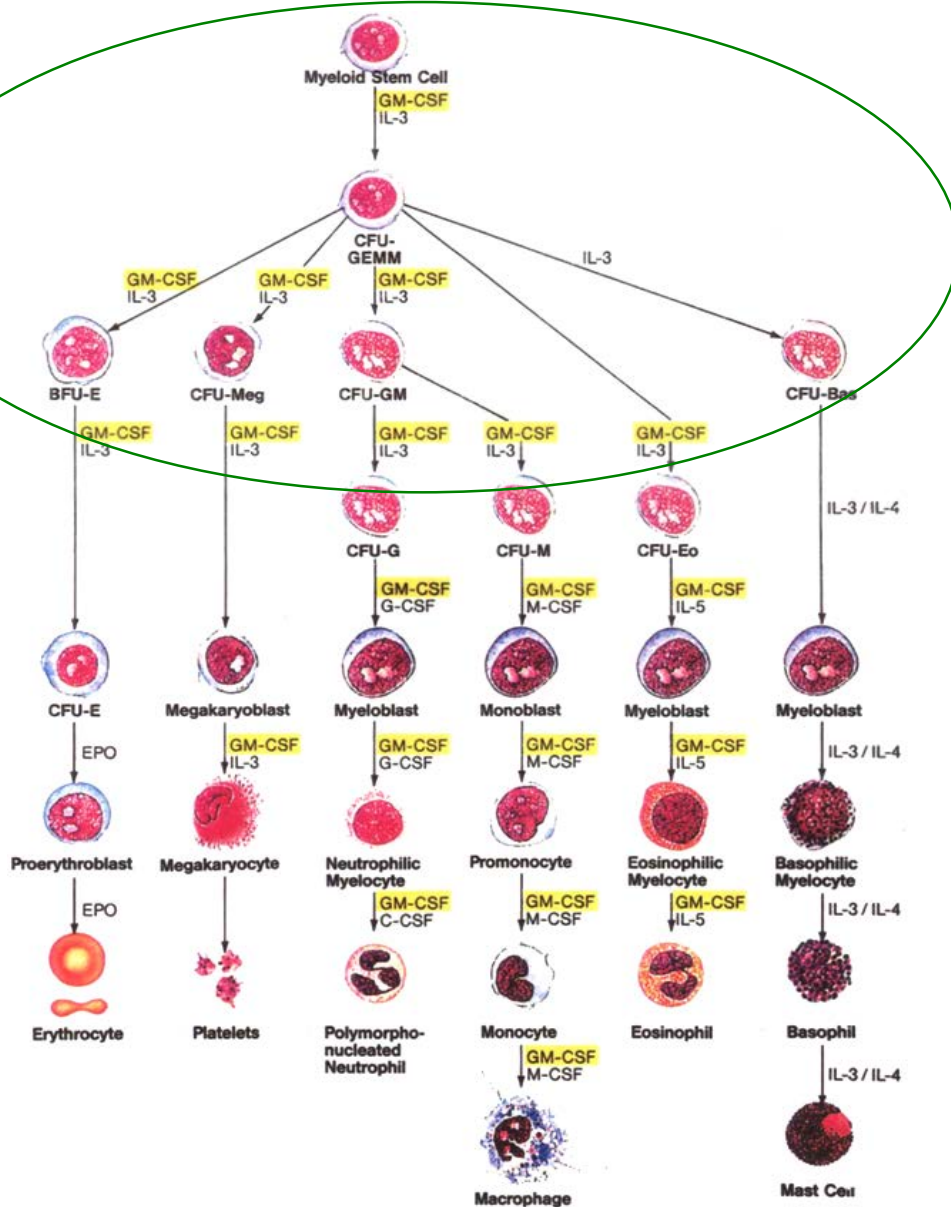 Myeloid Stem Cell
GM-CSF
IL-3
CFU-
GEMM
IL-3
GM-CSF
IL-3
GM-CSF
IL-3
GM-CSF
IL-3
BFU-E
CFU-Meg
CFU-GM
CFU-Bas
GM-CSF
IL-3
GM-CSF
IL-3
GM-CSF
IL-3
GM-CSF
IL-3
GM-CSF
IL-3
IL-3 / IL-4
CFU-G
CFU-M
CFU-Eo
GM-CSF
G-CSF
GM-CSF
M-CSF
GM-CSF
IL-5
CFU-E
Megakaryoblast
Myeloblast
Monoblast
Myeloblast
Myeloblast
EPO
GM-CSF
IL-3
GM-CSF
G-CSF
GM-CSF
M-CSF
GM-CSF
IL-5
IL-3 / IL-4
Proerythroblast
Megakaryocyte
Neutrophilic
Myelocyte
Promonocyte
Eosinophilic
Myelocyte
Basophilic
Myelocyte
EPO
GM-CSF
C-CSF
GM-CSF
M-CSF
GM-CSF
IL-5
IL-3 / IL-4
Erythrocyte
Platelets
Polymorpho-
nucleated
Neutrophil
Monocyte
Eosinophil
Basophil
GM-CSF
M-CSF
IL-3 / IL-4
Macrophage
Mast Cell